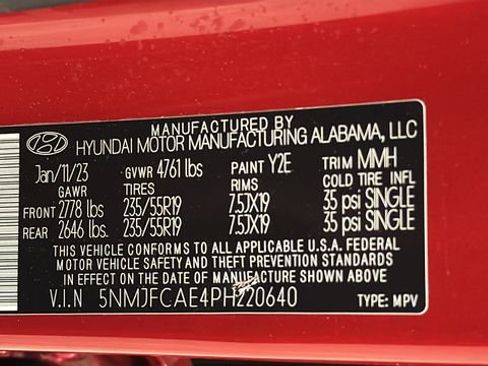 MANUFACTURED BY
HYUNDAI MOTOR MANUFACTURING ALABAMA, LLC
Jan/11/23 GVWR 4761 lbs PAINT Y2E TRIM MMH
GAWR TIRES RIMS COLD TIRE INFL
FRONT 2778 lbs 235/55R19 7.5JX19 35 psi SINGLE
REAR 2646 lbs. 235/55R19 7.5JX19 35 psi SINGLE
THIS VEHICLE CONFORMS TO ALL APPLICABLE U.S.A. FEDERAL
MOTOR VEHICLE SAFETY AND THEFT PREVENTION STANDARDS
IN EFFECT ON THE DATE OF MANUFACTURE SHOWN ABOVE
V.I.N 5NMJFCAE4PH220640 TYPE: MPV